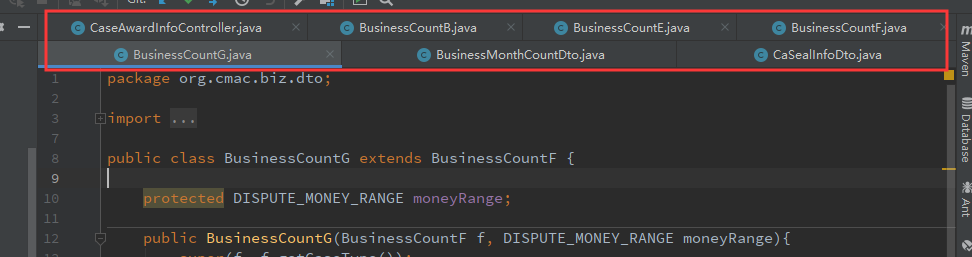 Git:
CaseAwardInfoController.java BusinessCountB.java BusinessCountE.java BusinessCountF.java
BusinessCountG.java BusinessMonthCountDto.java CaSealInfoDto.java
1 package org.cmac.biz.dto;
2
3 import ...
7
8 public class BusinessCountG extends BusinessCountF {
9
10 protected DISPUTE_MONEY_RANGE moneyRange;
11
12 public BusinessCountG(BusinessCountF f, DISPUTE_MONEY_RANGE moneyRange){
super(f, f.getCaseType());
Maven
Database
Ant